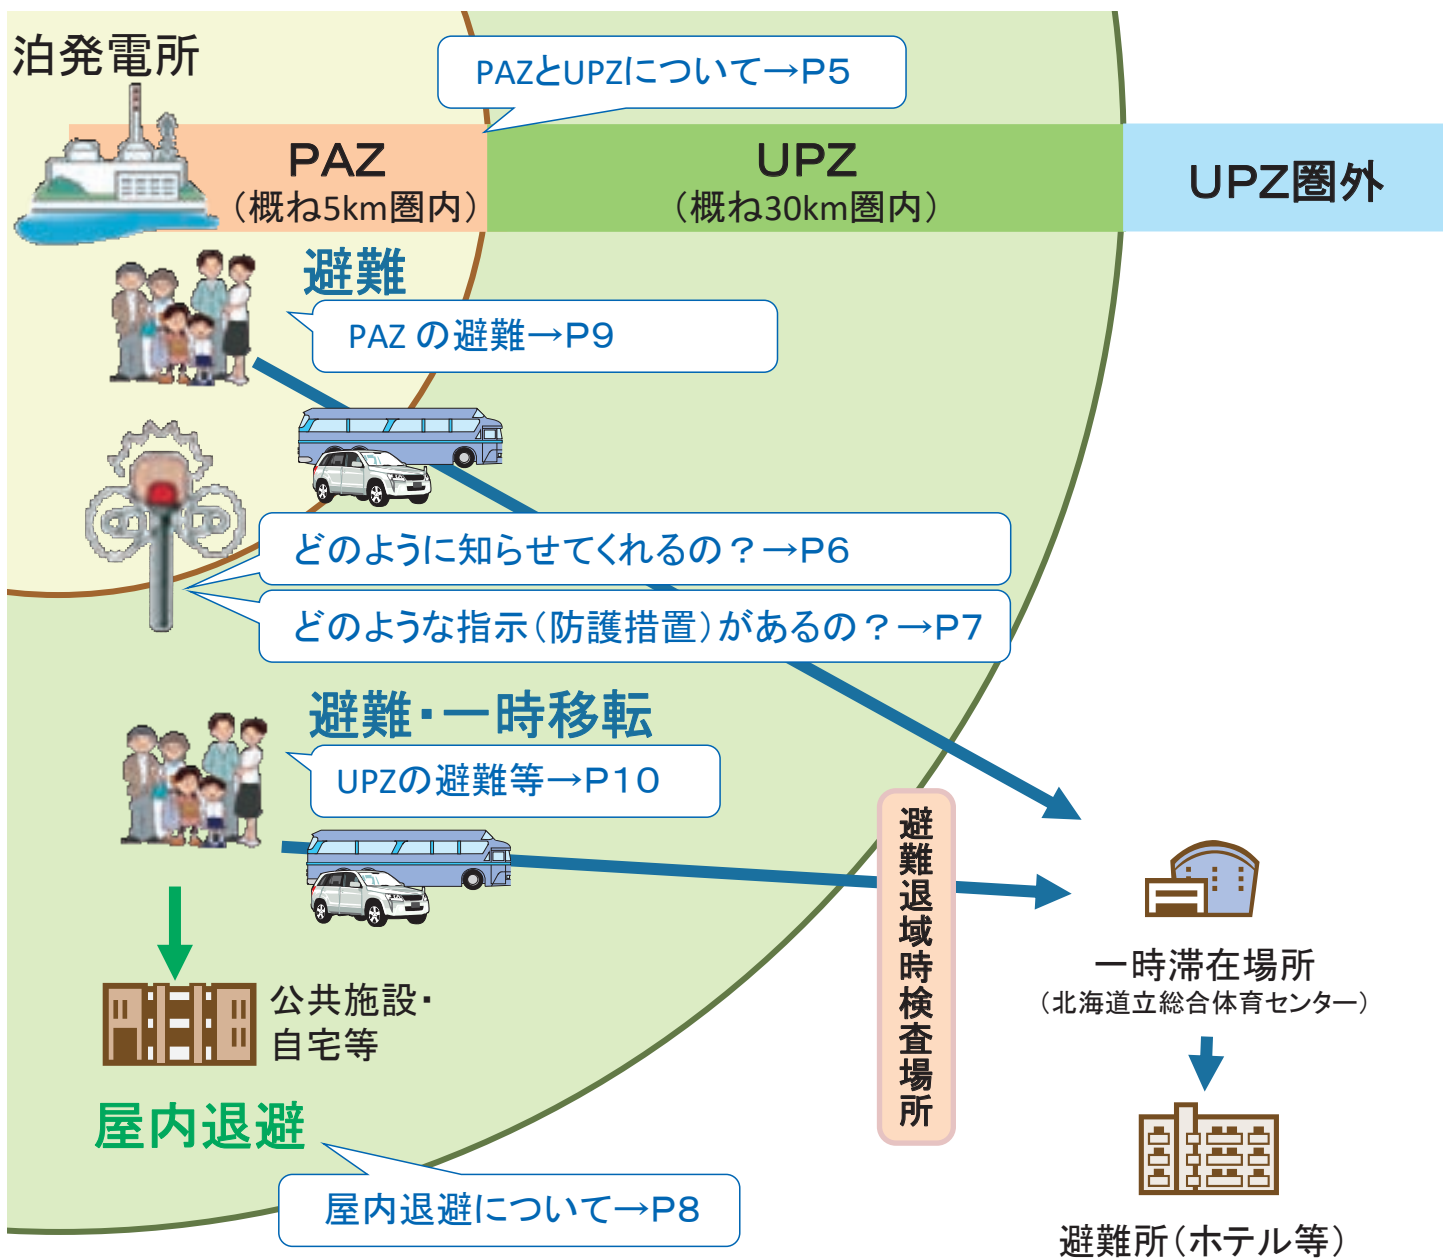 泊発電所
PAZとUPZについて→P5
PAZ
（概ね5km圏内）
UPZ
（概ね30km圏内）
UPZ圏外
避難
PAZ の避難→P9
どのように知らせてくれるの？→P6
どのような指示（防護措置）があるの？→P7
避難・一時移転
UPZの避難等→P10
避難退域時検査場所
公共施設・
自宅等
屋内退避
屋内退避について→P8
一時滞在場所
（北海道立総合体育センター）
避難所（ホテル等）